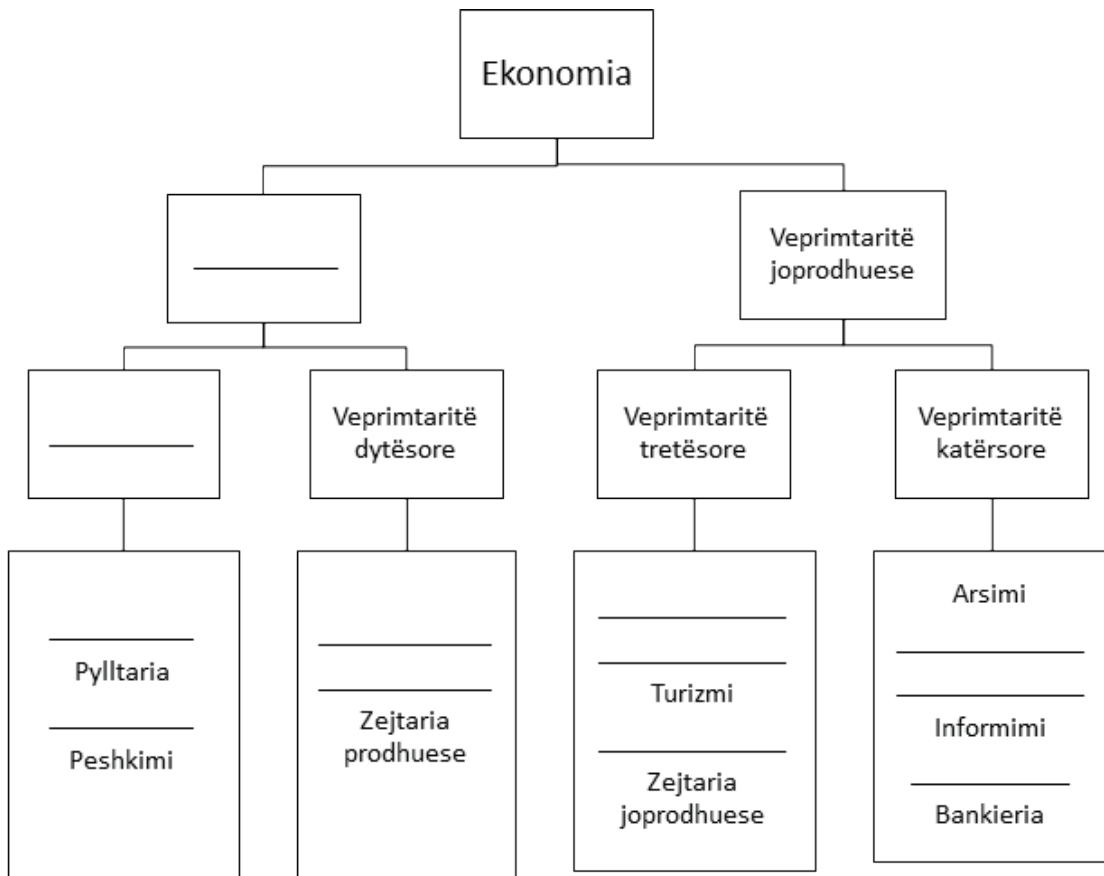 Ekonomia
Veprimtaritë
joprodhuese
Veprimtaritë
dytësore
Veprimtaritë
tretësore
Veprimtaritë
katërsore
Pylltaria
Peshkimi
Zejtaria
prodhuese
Turizmi
Zejtaria
joprodhuese
Arsimi
Informimi
Bankieria